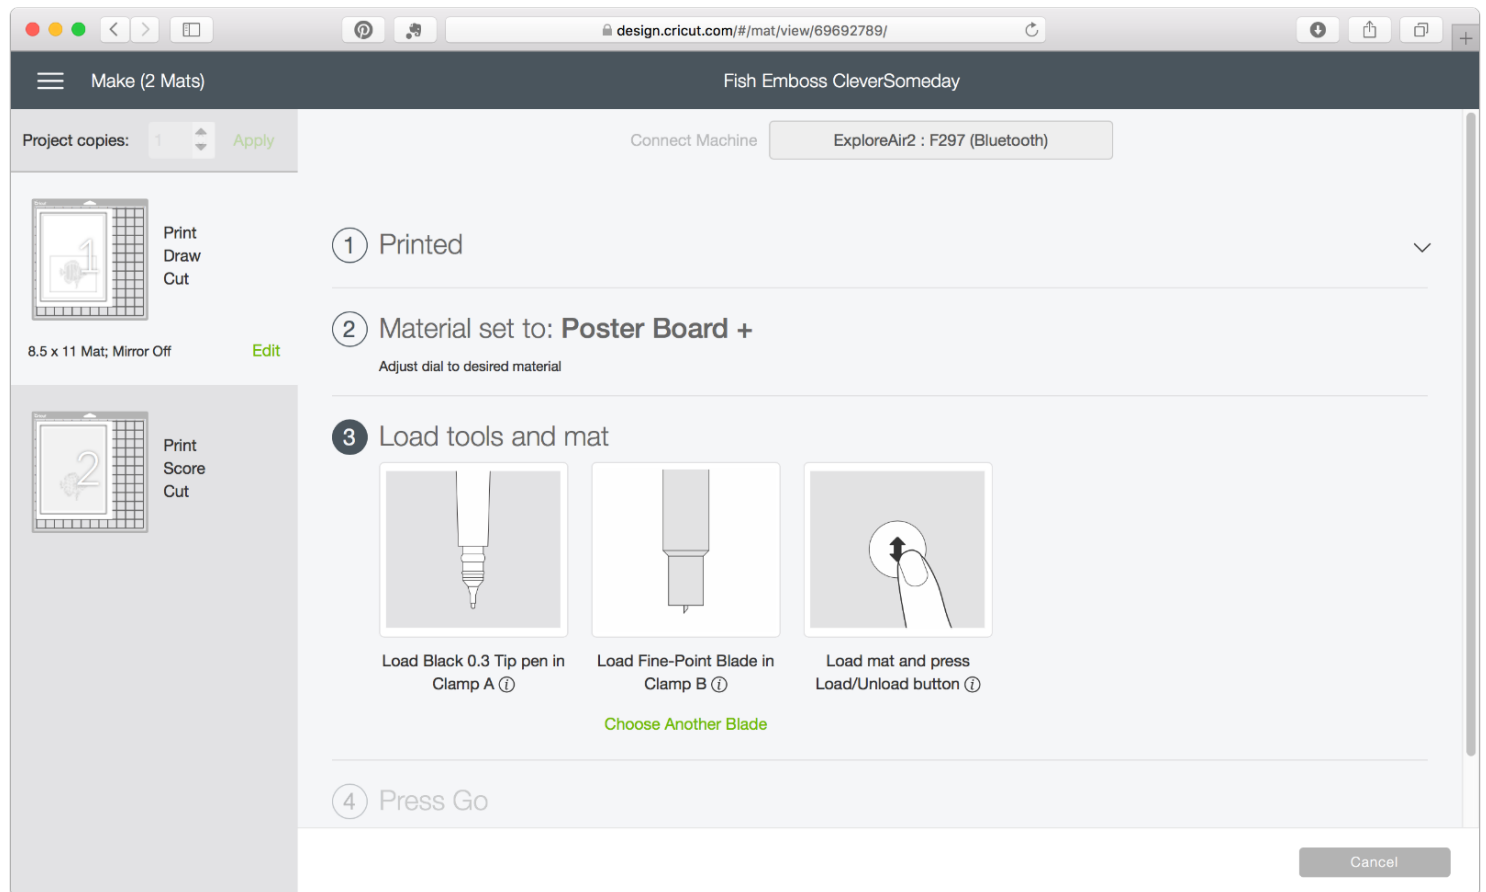 design.cricut.com/#/mat/view/69692789/
Make (2 Mats)
Fish Emboss CleverSomeday
Project copies: 1 Apply
Connect Machine ExploreAir2 : F297 (Bluetooth)
1
Print
Draw
Cut
8.5 x 11 Mat; Mirror Off Edit
2
Print
Score
Cut
1 Printed
2 Material set to: Poster Board +
Adjust dial to desired material
3 Load tools and mat
Load Black 0.3 Tip pen in
Clamp A
Load Fine-Point Blade in
Clamp B
Choose Another Blade
Load mat and press
Load/Unload button
4 Press Go
Cancel